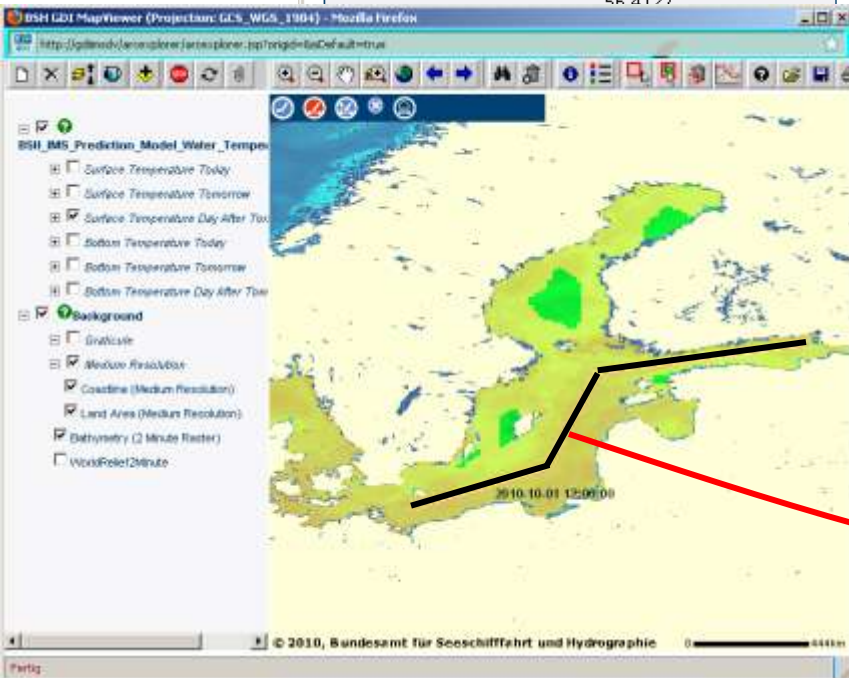 BSH GDI MapViewer (Projection: GCS_WGS_1984) - Mozilla Firefox
BSH_IMS_Prediction_Model_Water_Temper
Surface Temperature Today
Surface Temperature Tomorrow
Surface Temperature Day After Tom
Bottom Temperature Today
Bottom Temperature Tomorrow
Bottom Temperature Day After Tom
Background
Graticule
Medium Resolution
Coastline (Medium Resolution)
Land Area (Medium Resolution)
Bathymetry (2 Minute Raster)
WorldRelief2Minute
2010-10-01 12:00:00
© 2010, Bundesamt für Seeschifffahrt und Hydrographie
0
444km
Fertig